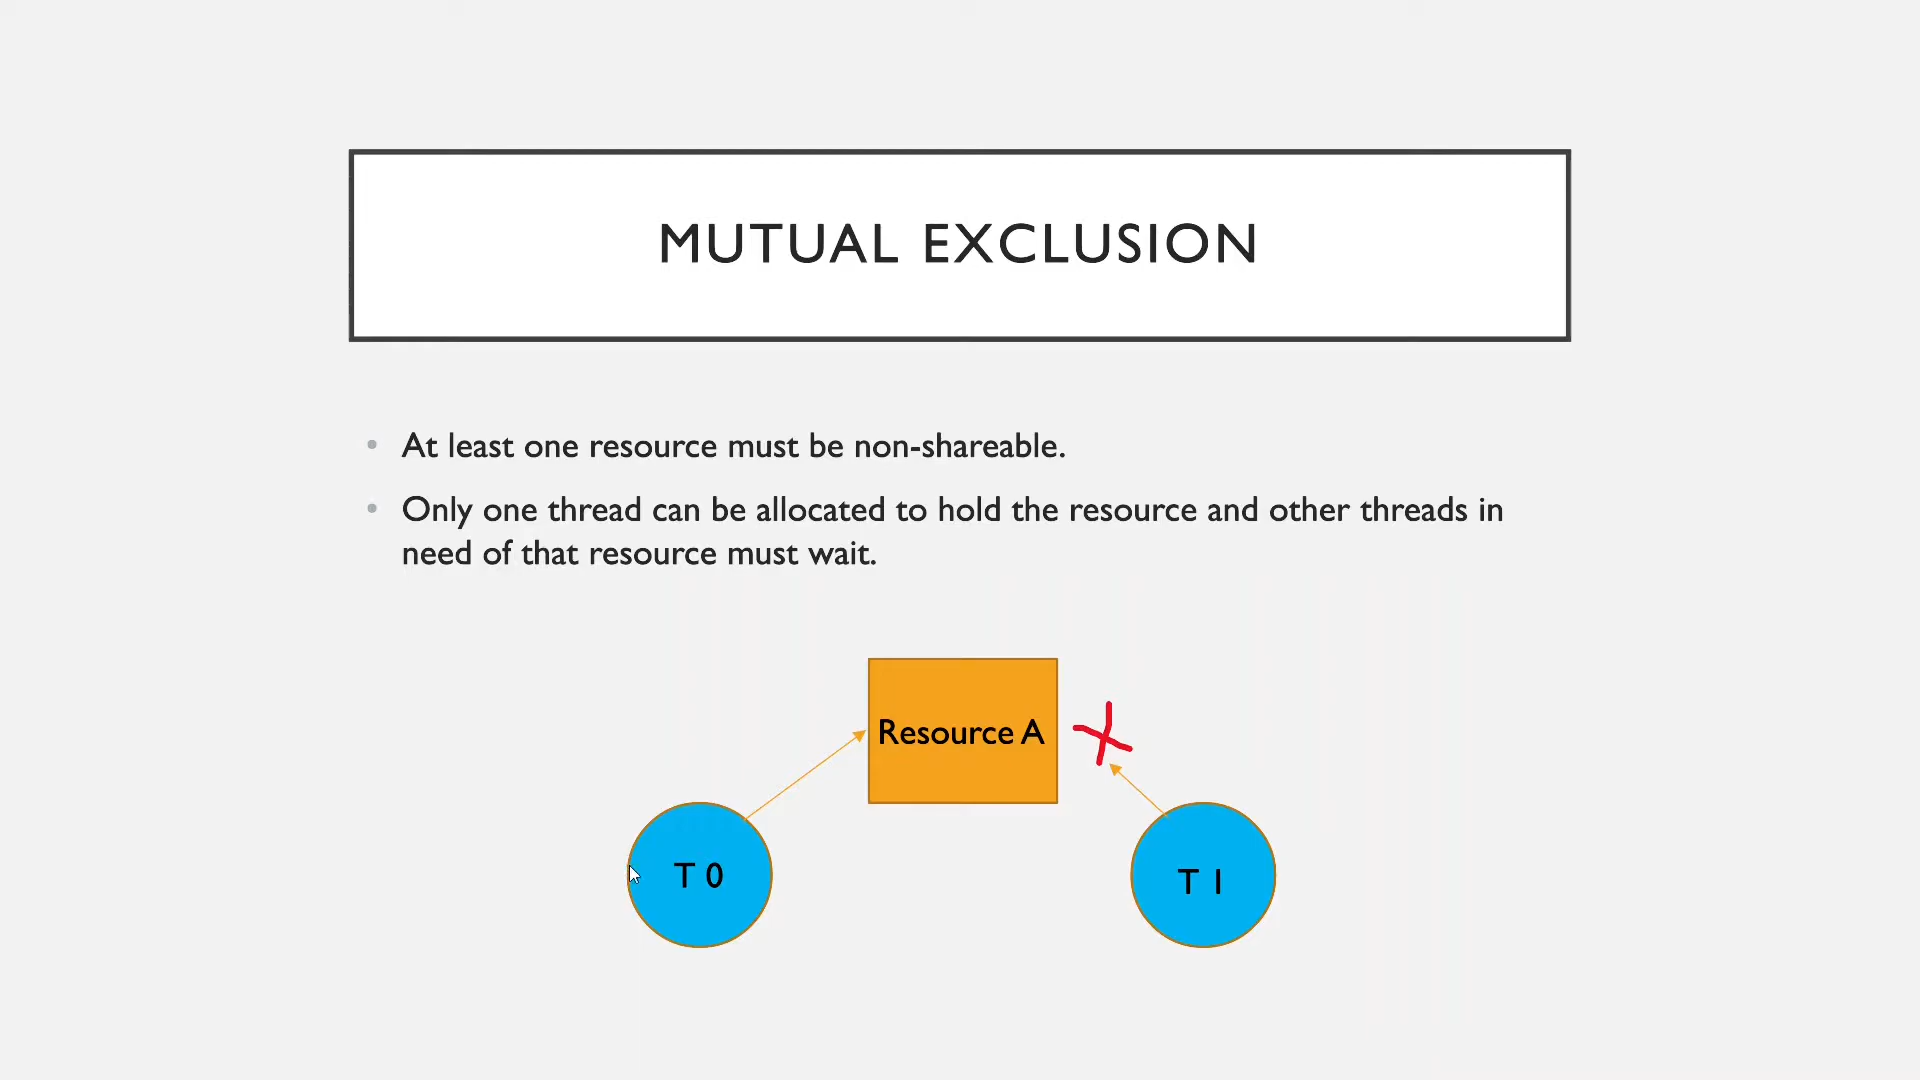 MUTUAL EXCLUSION
• At least one resource must be non-shareable.
• Only one thread can be allocated to hold the resource and other threads in
need of that resource must wait.
Resource A
T 0
T 1